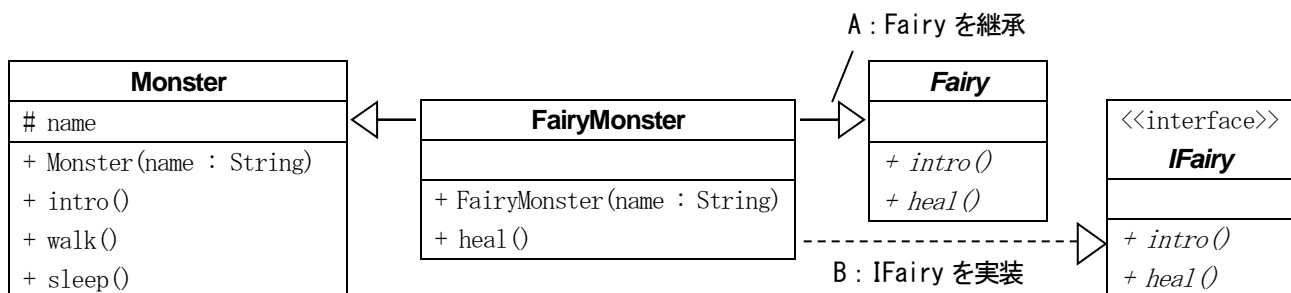 A：Fairy を継承
Monster
# name
+ Monster(name : String)
+ intro()
+ walk()
+ sleep()
FairyMonster
+ FairyMonster(name : String)
+ heal()
Fairy
+ intro()
+ heal()
<<interface>>
IFairy
+ intro()
+ heal()
B：IFairy を実装